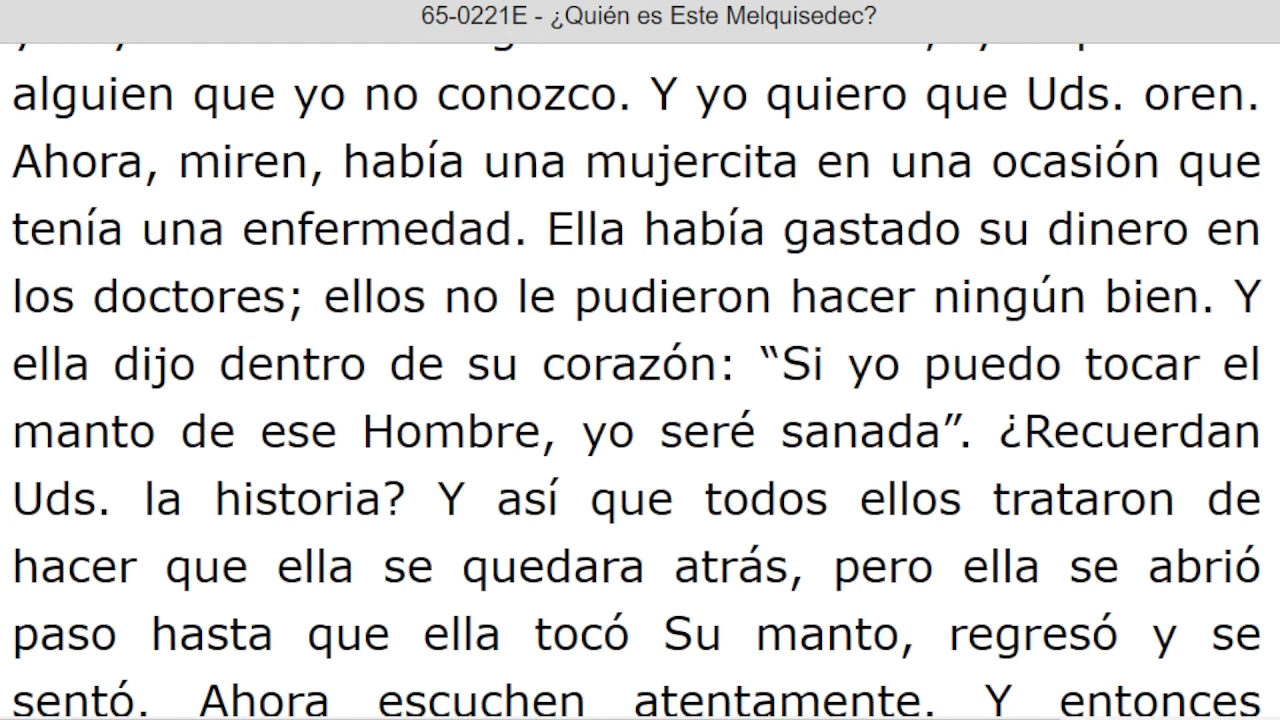 65-0221E - ¿Quién es Este Melquisedec?
alguien que yo no conozco. Y yo quiero que Uds. oren.
Ahora, miren, había una mujercita en una ocasión que
tenía una enfermedad. Ella había gastado su dinero en
los doctores; ellos no le pudieron hacer ningún bien. Y
ella dijo dentro de su corazón: “Si yo puedo tocar el
manto de ese Hombre, yo seré sanada”. ¿Recuerdan
Uds. la historia? Y así que todos ellos trataron de
hacer que ella se quedara atrás, pero ella se abrió
paso hasta que ella tocó Su manto, regresó y se
sentó. Ahora escuchen atentamente. Y entonces